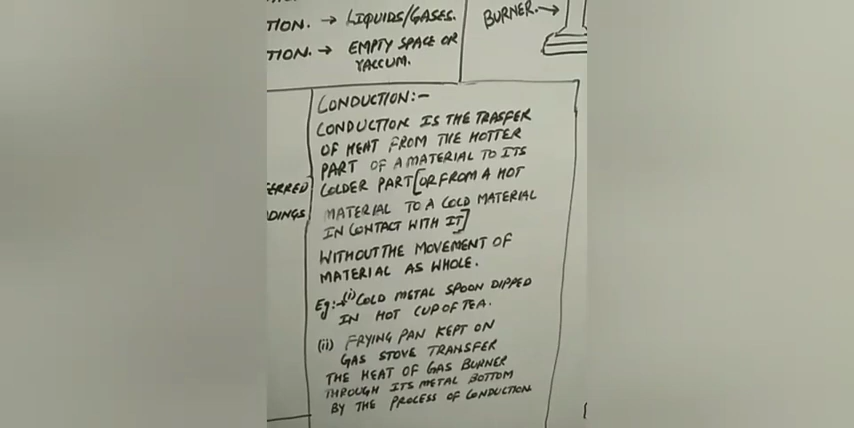 TION. → LIQUIDS/GASES.
BURNER. →
TION. → EMPTY SPACE OR
VACCUM.
CONDUCTION:-
CONDUCTION IS THE TRASFER
OF HEAT FROM THE HOTTER
PART OF A MATERIAL TO ITS
COLDER PART [OR FROM A HOT
MATERIAL TO A COLD MATERIAL
IN CONTACT WITH IT]
WITHOUT THE MOVEMENT OF
MATERIAL AS WHOLE.
Eg:-(i) COLD METAL SPOON DIPPED
IN HOT CUP OF TEA.
(ii) FRYING PAN KEPT ON
GAS STOVE TRANSFER
THE HEAT OF GAS BURNER
THROUGH ITS METAL BOTTOM
BY THE PROCESS OF CONDUCTION.
ERRED
DINGS